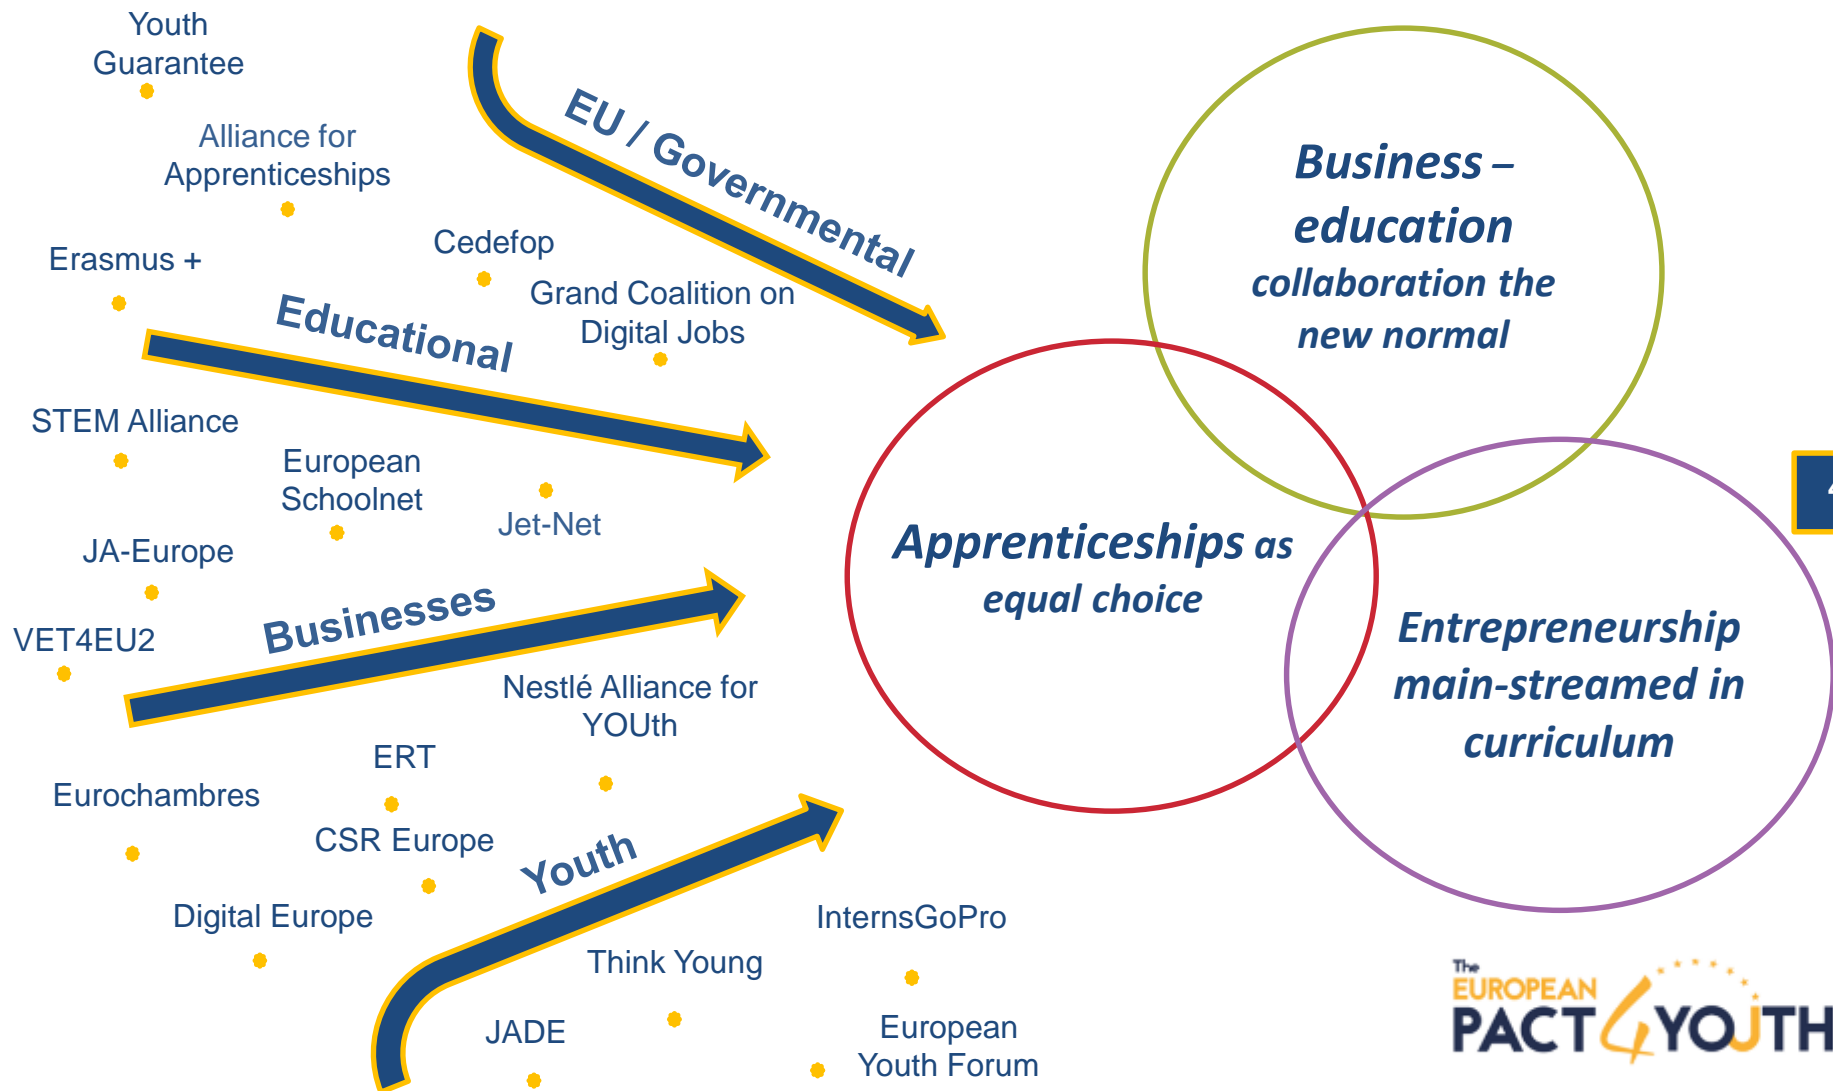 Youth
Guarantee
Alliance for
Apprenticeships
Erasmus +
Cedefop
Grand Coalition on
Digital Jobs
EU / Governmental
Educational
STEM Alliance
European
Schoolnet
Jet-Net
JA-Europe
VET4EU2
Businesses
Nestlé Alliance for
YOUth
ERT
Eurochambres
CSR Europe
Digital Europe
Youth
InternsGoPro
Think Young
JADE
European
Youth Forum
Business –
education
collaboration the
new normal
Apprenticeships as
equal choice
Entrepreneurship
main-streamed in
curriculum
The
EUROPEAN
PACT4YOUTH